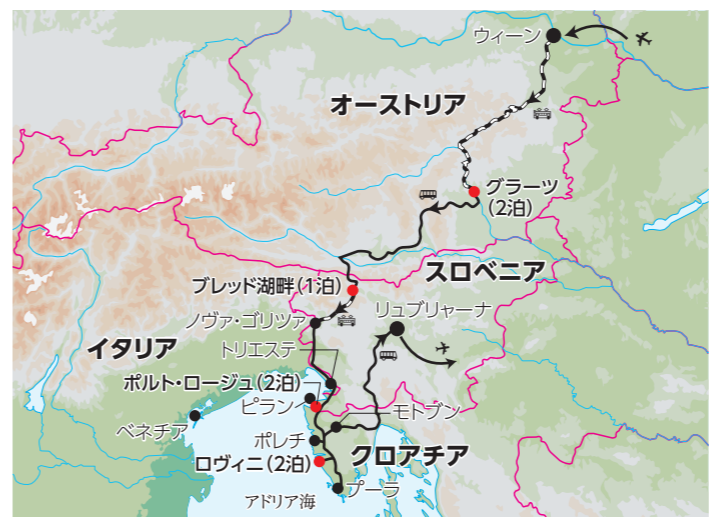 ウィーン
オーストリア
グラーツ
(2泊)
スロベニア
ブレッド湖畔(1泊)
リュブリャーナ
ノヴァ・ゴリツァ
イタリア
トリエステ
ポルト・ロージュ(2泊)
ピラン
モトブン
ベネチア
ポレチ
クロアチア
ロヴィニ(2泊)
プーラ
アドリア海